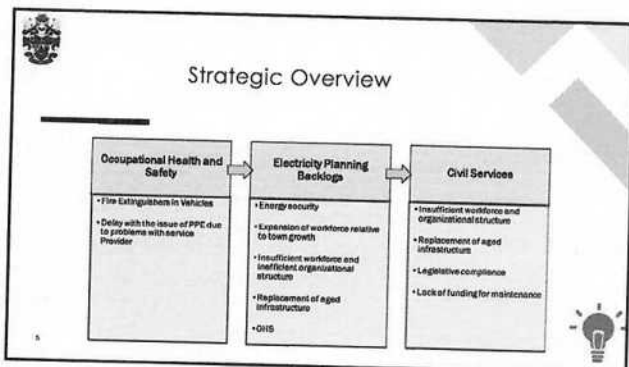 Strategic Overview
Occupational Health and
Safety
• Fire Extinguishers in Vehicles
• Delay with the issue of PPE due
to problems with service
Provider
Electricity Planning
Backlogs
• Energy security
• Expansion of workforce relative
to town growth
• Insufficient workforce and
inefficient organizational
structure
• Replacement of aged
infrastructure
• OHS
Civil Services
• Insufficient workforce and
organizational structure
• Replacement of aged
infrastructure
• Legislative compliance
• Lack of funding for maintenance
5